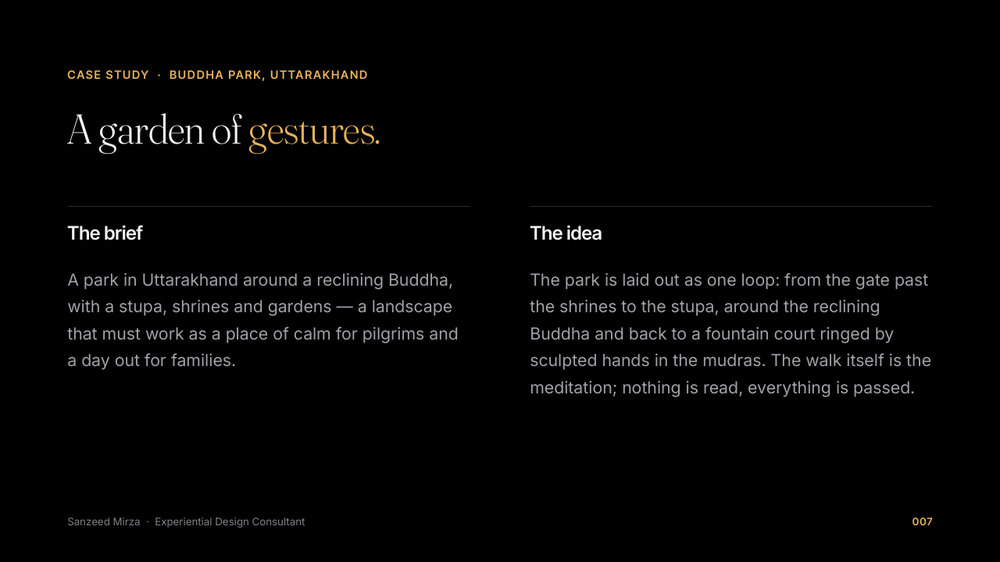 CASE STUDY · BUDDHA PARK, UTTARAKHAND
A garden of gestures.
The brief
A park in Uttarakhand around a reclining Buddha,
with a stupa, shrines and gardens — a landscape
that must work as a place of calm for pilgrims and
a day out for families.
The idea
The park is laid out as one loop: from the gate past
the shrines to the stupa, around the reclining
Buddha and back to a fountain court ringed by
sculpted hands in the mudras. The walk itself is the
meditation; nothing is read, everything is passed.
Sanzeed Mirza · Experiential Design Consultant
007